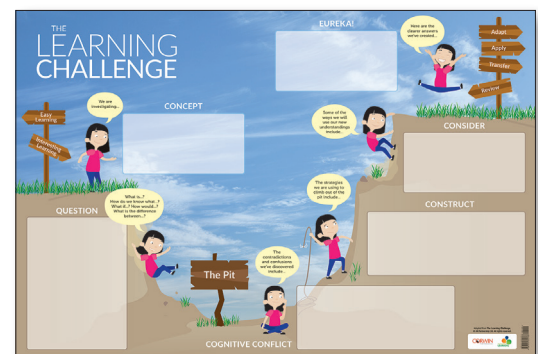 THE
LEARNING
CHALLENGE
EUREKA!
Here are the
clearer answers
we've created...
Adapt
Apply
Transfer
Review
We are
investigating...
CONCEPT
Easy
Learning
Interesting
Learning
Some of the
ways we will
use our new
understandings
include...
CONSIDER
What is...?
How do we know what...?
What if...? How would...?
What is the difference
between...?
QUESTION
The strategies
we are using to
climb out of the
pit include...
CONSTRUCT
The Pit
The
contradictions
and confusions
we've discovered
include...
COGNITIVE CONFLICT
CORWIN